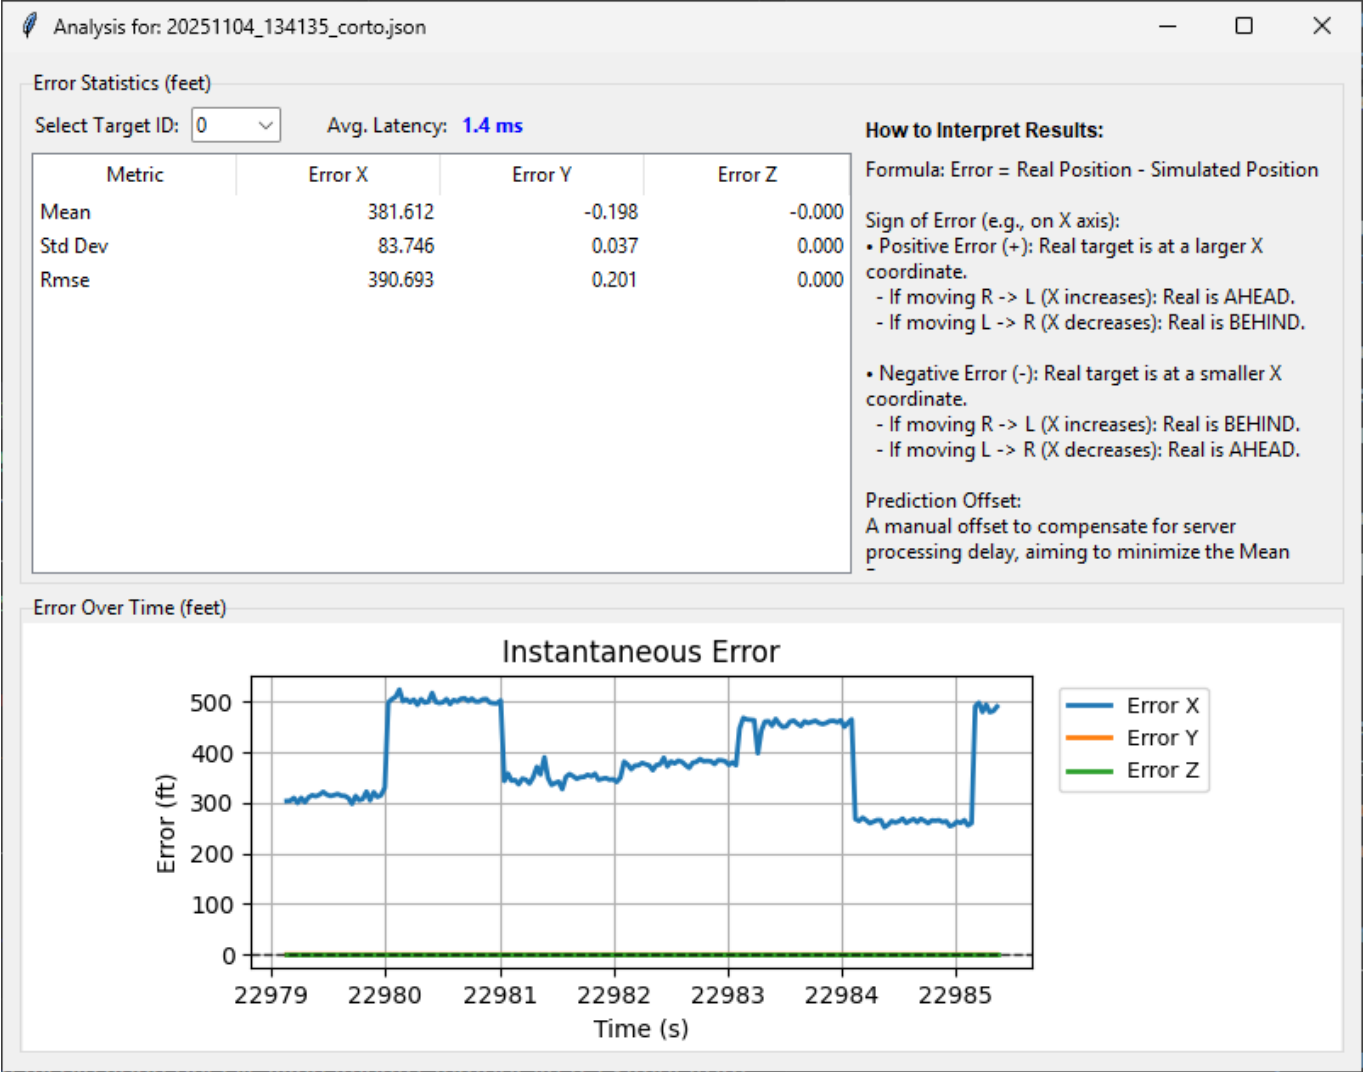 Analysis for: 20251104_134135_corto.json
Error Statistics (feet)
Select Target ID: 0 Avg. Latency: 1.4 ms
Metric Error X Error Y Error Z
Mean 381.612 -0.198 -0.000
Std Dev 83.746 0.037 0.000
Rmse 390.693 0.201 0.000
How to Interpret Results:
Formula: Error = Real Position - Simulated Position
Sign of Error (e.g., on X axis):
• Positive Error (+): Real target is at a larger X
coordinate.
- If moving R -> L (X increases): Real is AHEAD.
- If moving L -> R (X decreases): Real is BEHIND.
• Negative Error (-): Real target is at a smaller X
coordinate.
- If moving R -> L (X increases): Real is BEHIND.
- If moving L -> R (X decreases): Real is AHEAD.
Prediction Offset:
A manual offset to compensate for server
processing delay, aiming to minimize the Mean
Error Over Time (feet)
Instantaneous Error
Error (ft)
500
400
300
200
100
0
22979 22980 22981 22982 22983 22984 22985
Time (s)
Error X
Error Y
Error Z